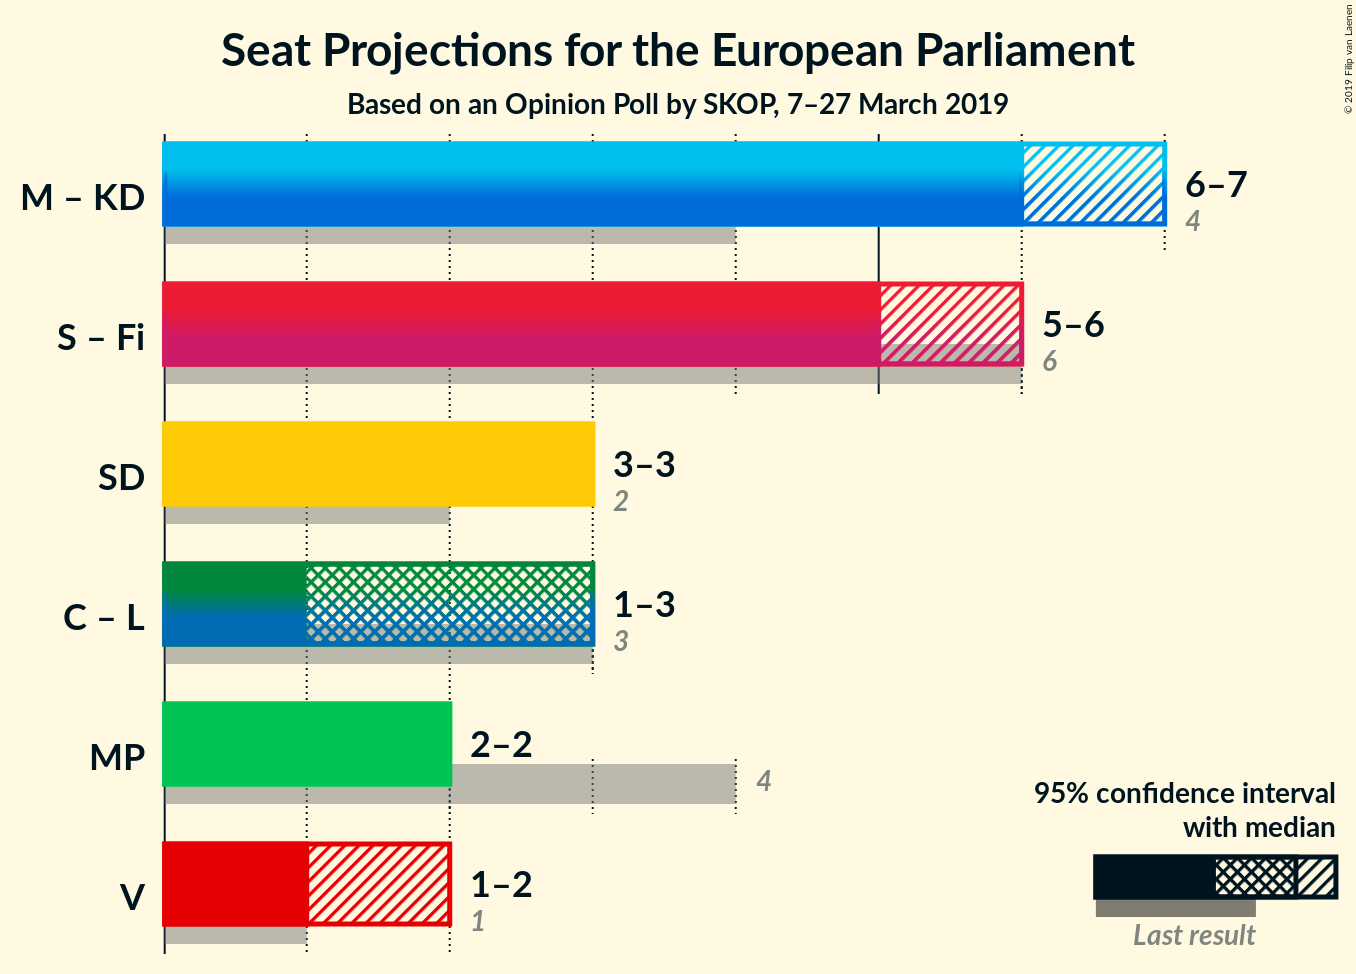 Seat Projections for the European Parliament
Based on an Opinion Poll by SKOP, 7–27 March 2019
© 2019 Filip van Laenen
M – KD
6–7
4
S – Fi
5–6
6
SD
3–3
2
C – L
1–3
3
MP
2–2
4
V
1–2
1
95% confidence interval
with median
Last result